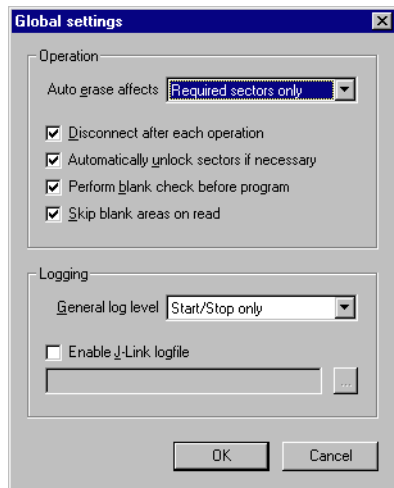 Global settings
Operation
Auto erase affects Required sectors only
Disconnect after each operation
Automatically unlock sectors if necessary
Perform blank check before program
Skip blank areas on read
Logging
General log level Start/Stop only
Enable J-Link logfile
...
OK Cancel